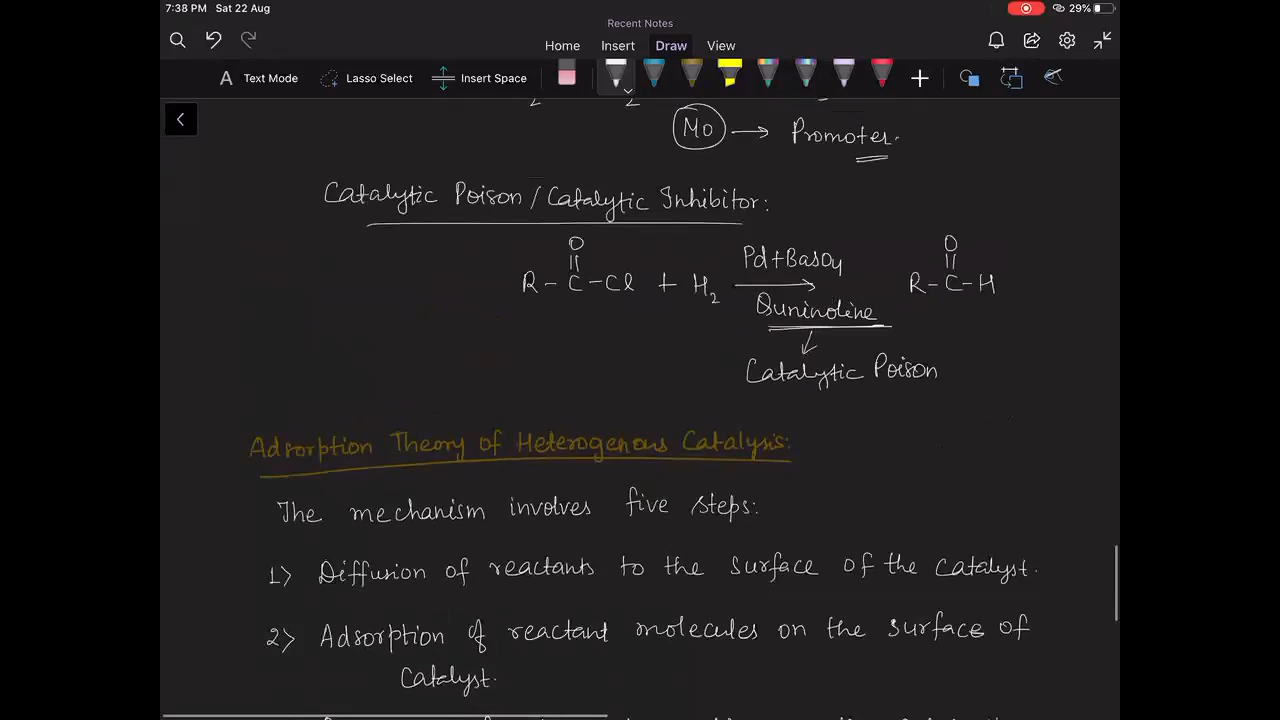 7:38 PM Sat 22 Aug
29%
Recent Notes
Home Insert Draw View
Text Mode Lasso Select Insert Space
2 2
Mo → Promoter.
Catalytic Poison / Catalytic Inhibitor:
O O
R - C - Cl + H2 Pd+BaSO4 R - C - H
Quninoline
Catalytic Poison
Adsorption Theory of Heterogenous Catalysis:
The mechanism involves five steps:
1> Diffusion of reactants to the surface of the catalyst.
2> Adsorption of reactant molecules on the surface of
Catalyst.